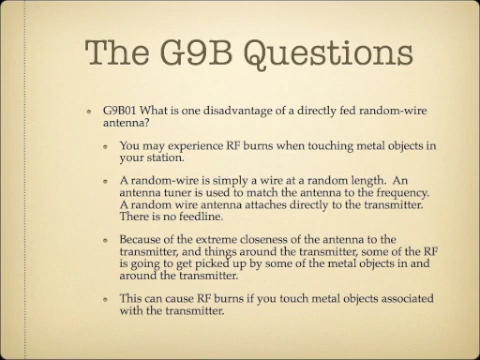 The G9B Questions
G9B01 What is one disadvantage of a directly fed random-wire
antenna?
You may experience RF burns when touching metal objects in
your station.
A random-wire is simply a wire at a random length. An
antenna tuner is used to match the antenna to the frequency.
A random wire antenna attaches directly to the transmitter.
There is no feedline.
Because of the extreme closeness of the antenna to the
transmitter, and things around the transmitter, some of the RF
is going to get picked up by some of the metal objects in and
around the transmitter.
This can cause RF burns if you touch metal objects associated
with the transmitter.